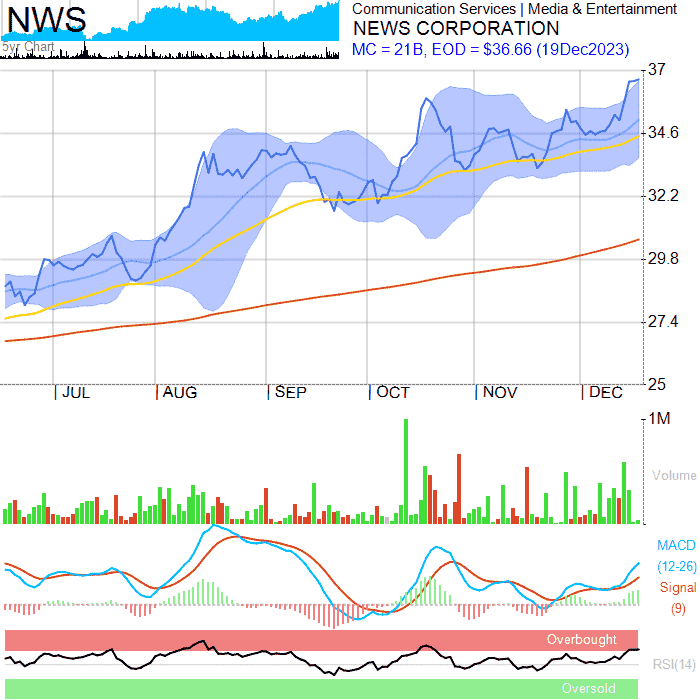 NWS
5yr Chart
Communication Services | Media & Entertainment
NEWS CORPORATION
MC = 21B, EOD = $36.66 (19Dec2023)
37
34.6
32.2
29.8
27.4
25
JUL
AUG
SEP
OCT
NOV
DEC
1M
Volume
MACD
(12-26)
Signal
(9)
Overbought
RSI(14)
Oversold